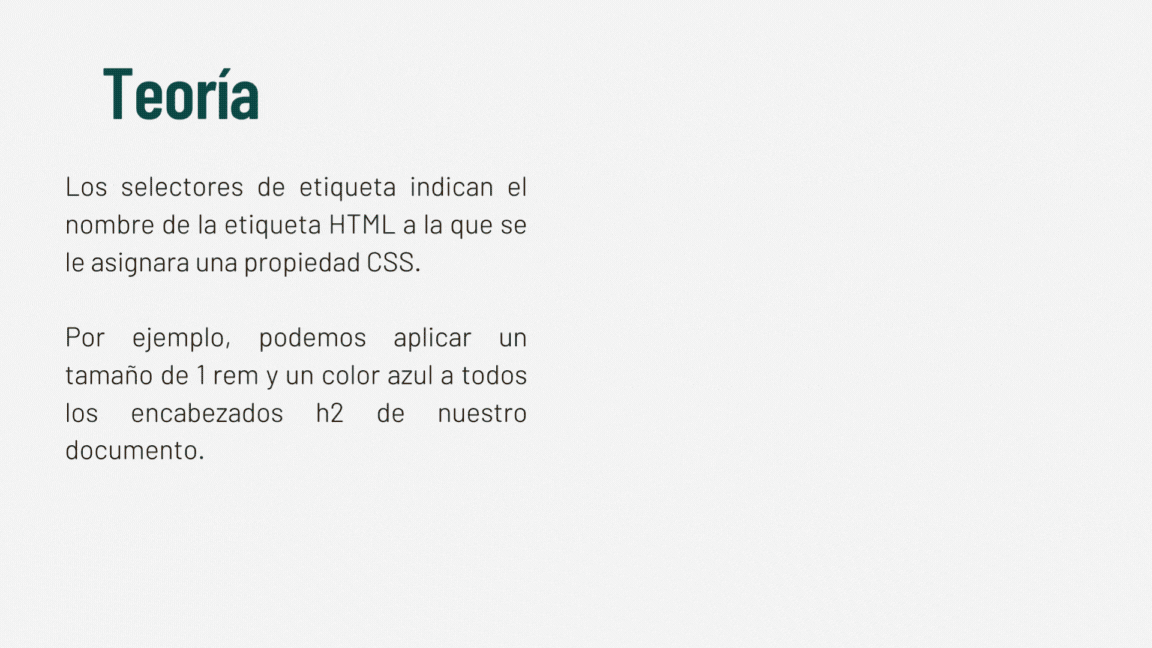 Teoría
Los selectores de etiqueta indican el
nombre de la etiqueta HTML a la que se
le asignara una propiedad CSS.
Por ejemplo, podemos aplicar un
tamaño de 1 rem y un color azul a todos
los encabezados h2 de nuestro
documento.